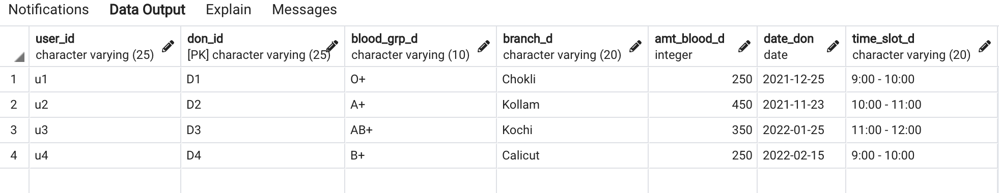 Notifications Data Output Explain Messages
user_id don_id blood_grp_d branch_d amt_blood_d date_don time_slot_d
character varying (25) [PK] character varying (25) character varying (10) character varying (20) integer date character varying (20)
1 u1 D1 O+ Chokli 250 2021-12-25 9:00 - 10:00
2 u2 D2 A+ Kollam 450 2021-11-23 10:00 - 11:00
3 u3 D3 AB+ Kochi 350 2022-01-25 11:00 - 12:00
4 u4 D4 B+ Calicut 250 2022-02-15 9:00 - 10:00